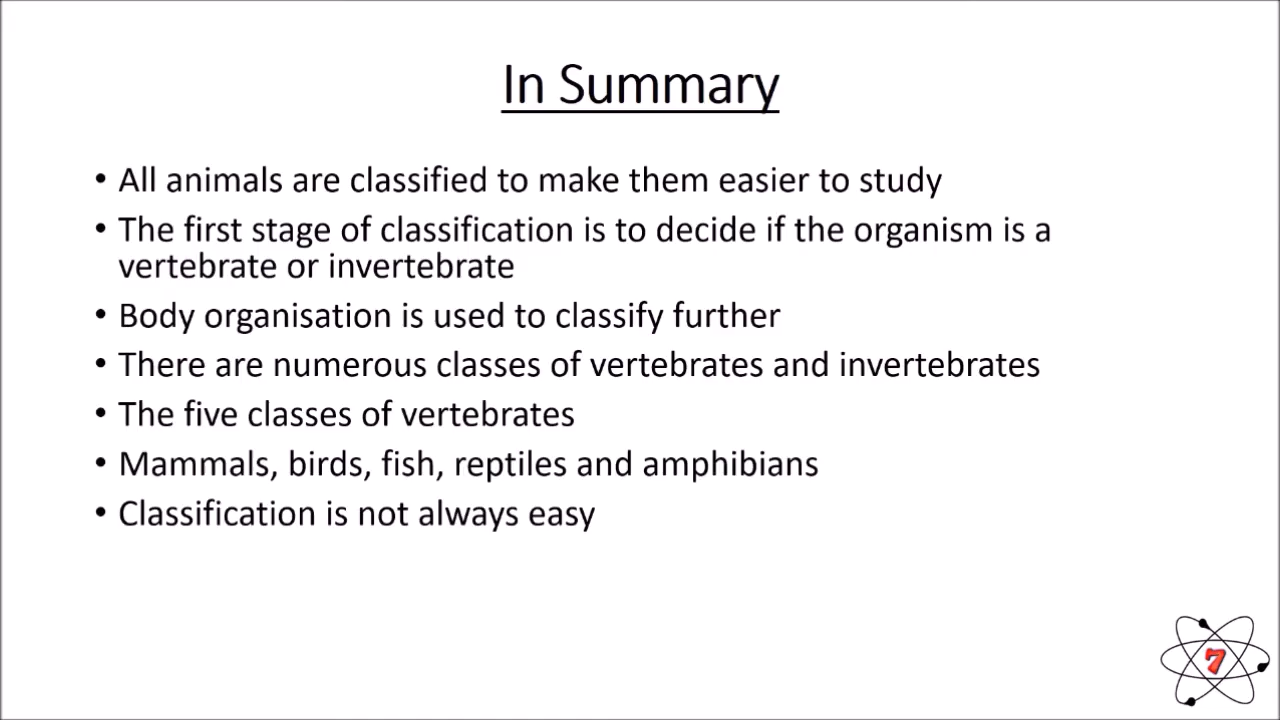 In Summary
• All animals are classified to make them easier to study
• The first stage of classification is to decide if the organism is a
vertebrate or invertebrate
• Body organisation is used to classify further
• There are numerous classes of vertebrates and invertebrates
• The five classes of vertebrates
• Mammals, birds, fish, reptiles and amphibians
• Classification is not always easy
7